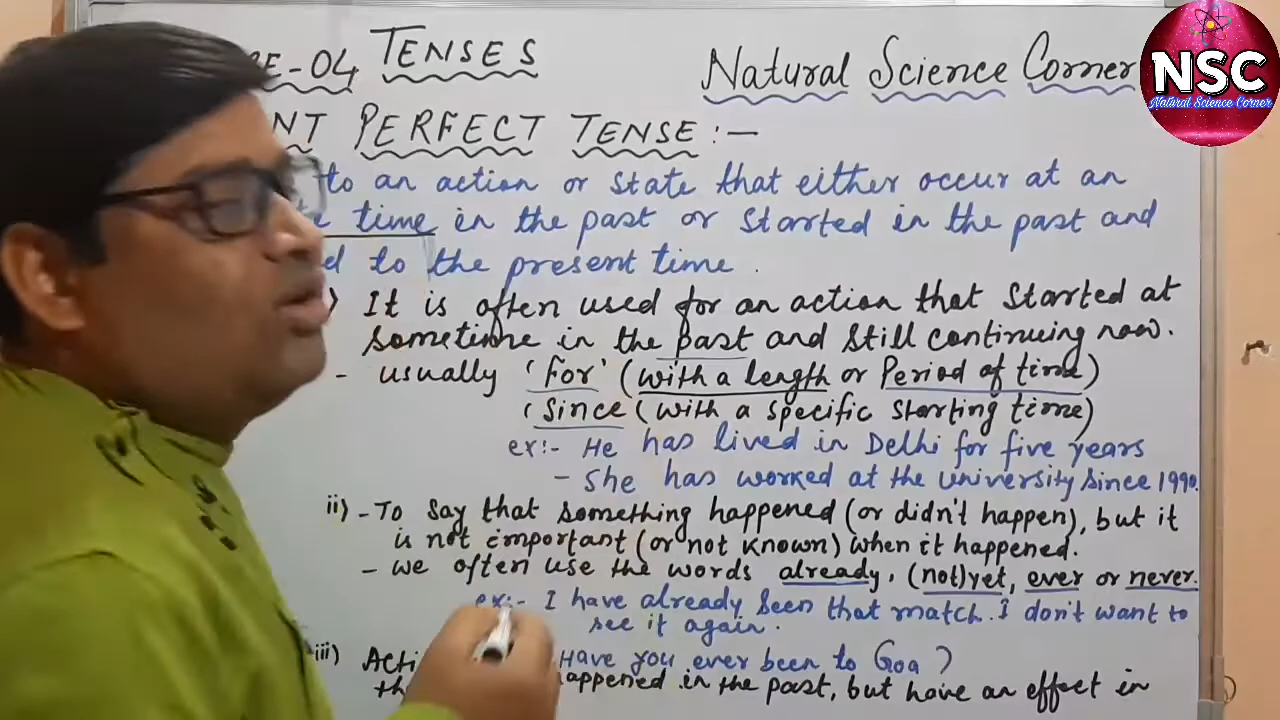 E-04 TENSES
Natural Science Corner
NSC
Natural Science Corner
NT PERFECT TENSE :-
to an action or state that either occur at an
time in the past or started in the past and
to the present time.
i) It is often used for an action that started at
sometime in the past and still continuing now.
- usually 'For' (with a length or Period of time)
'Since (with a specific starting time)
ex:- He has lived in Delhi for five years
- She has worked at the university since 1990.
ii) - To say that something happened (or didn't happen), but it
is not important (or not known) when it happened.
- we often use the words already, (not)yet, ever or never.
ex:- I have already seen that match. I don't want to
see it again.
Have you ever been to Goa?
iii) Acti
th appened in the past, but have an effect in